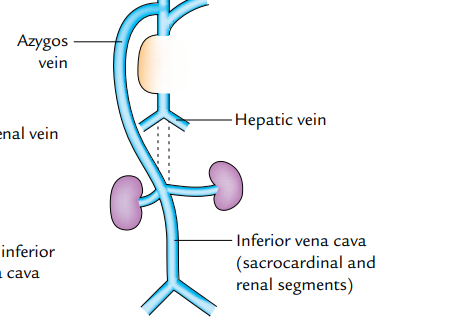 Azygos
vein
Hepatic vein
enal vein
inferior
cava
Inferior vena cava
(sacrocardinal and
renal segments)